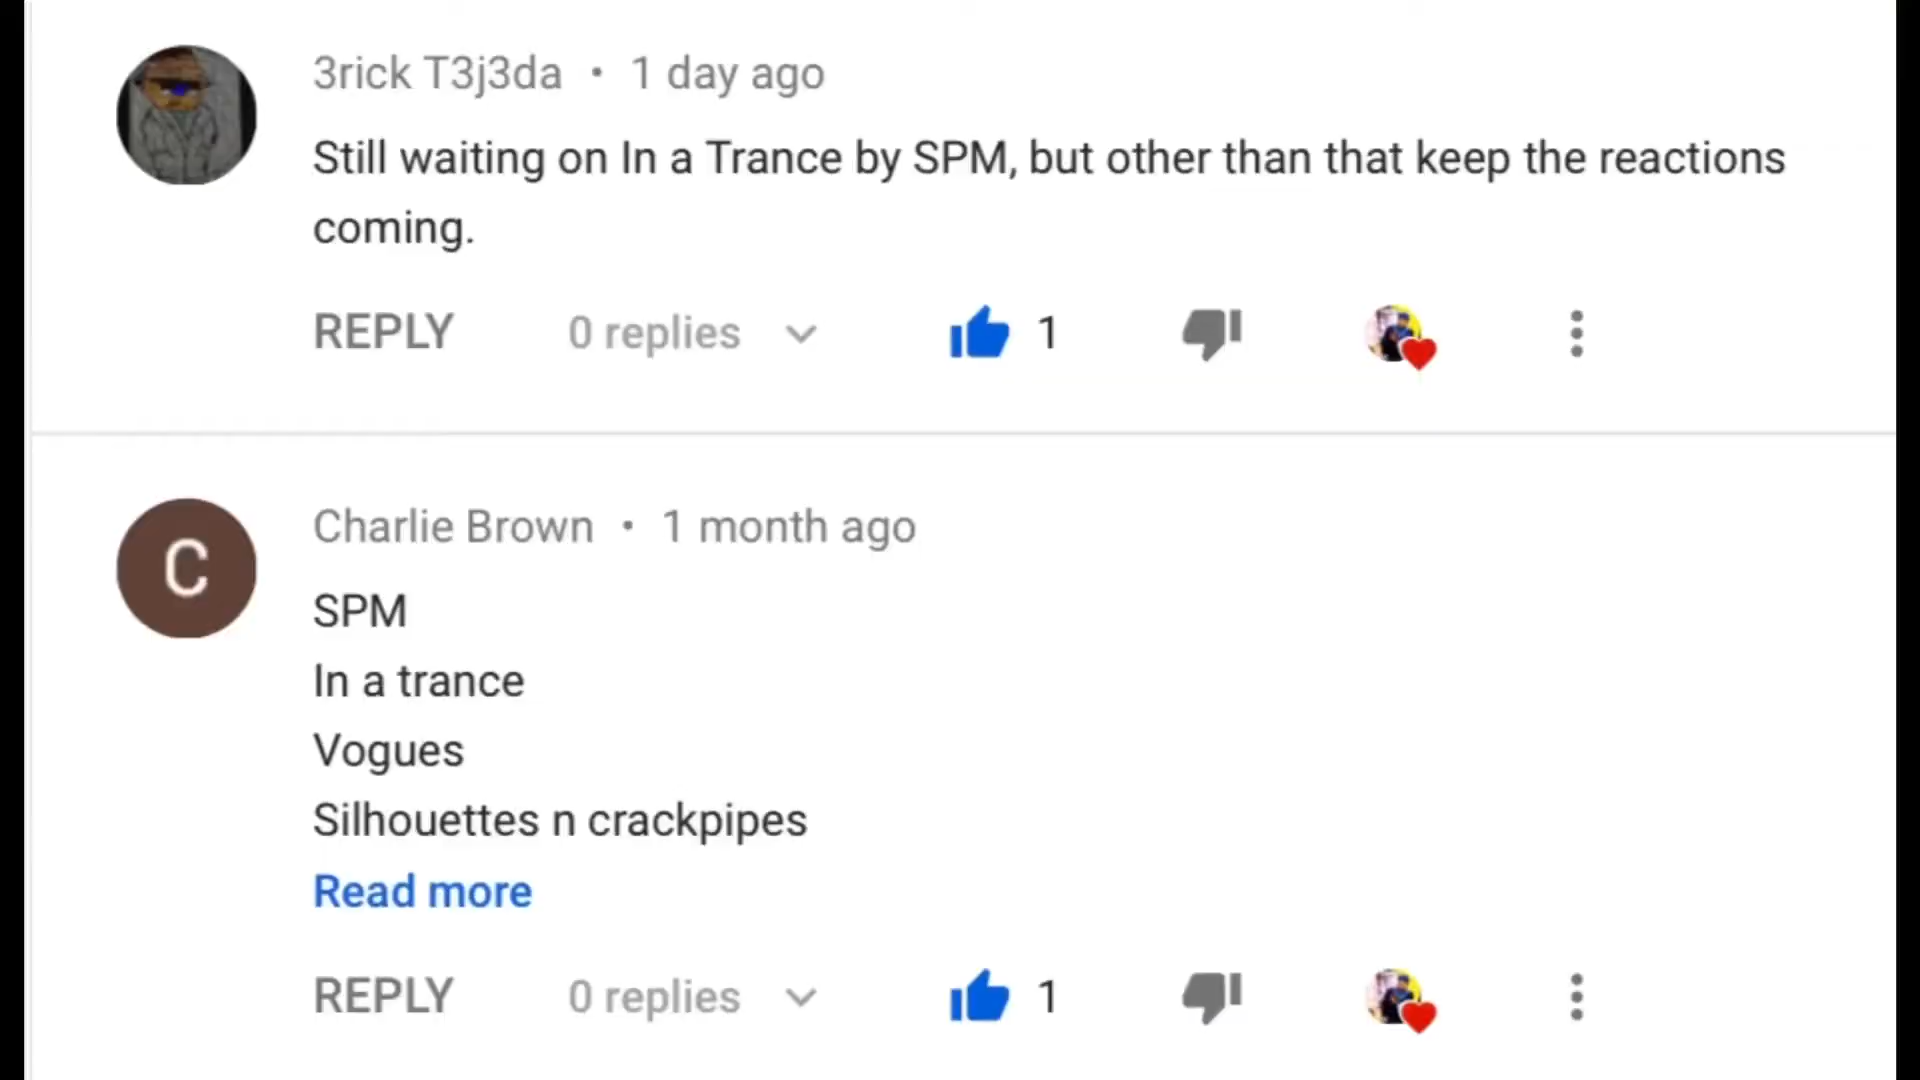 3rick T3j3da • 1 day ago
Still waiting on In a Trance by SPM, but other than that keep the reactions
coming.
REPLY 0 replies 1
C
Charlie Brown • 1 month ago
SPM
In a trance
Vogues
Silhouettes n crackpipes
Read more
REPLY 0 replies 1